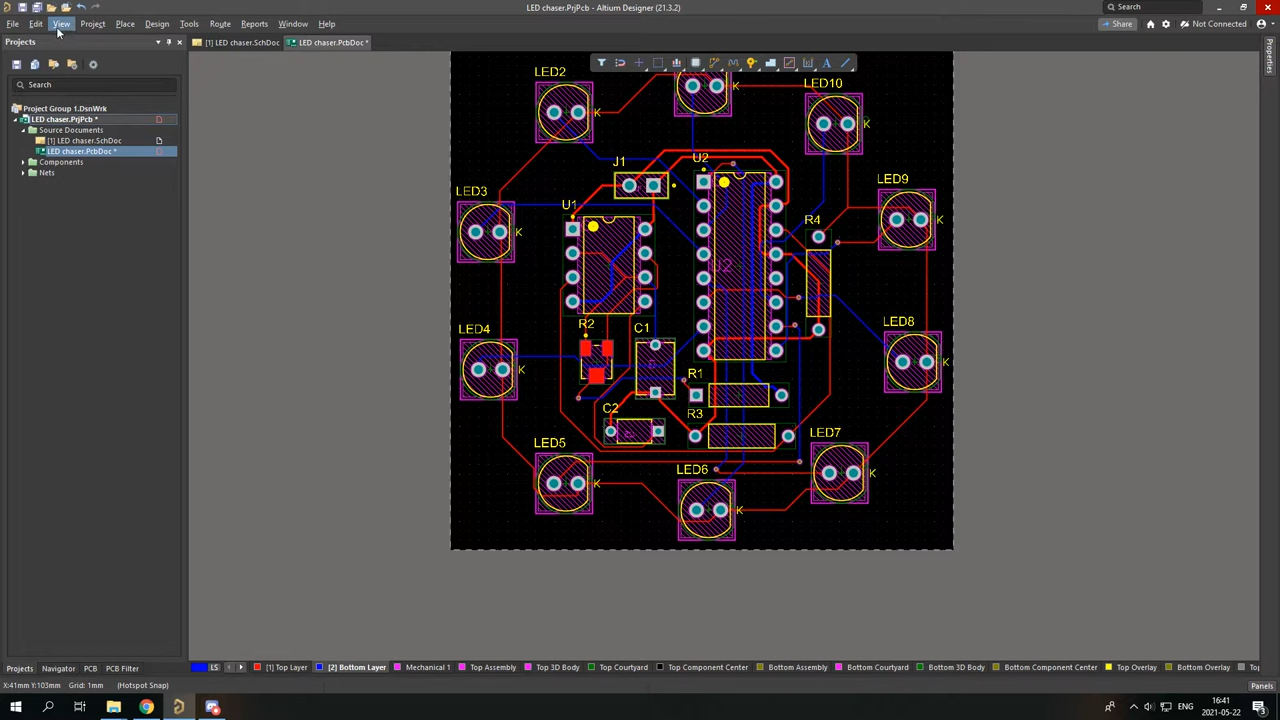 LED chaser.PrjPcb - Altium Designer (21.3.2)
Search
File Edit View Project Place Design Tools Route Reports Window Help
Share
Not Connected
Projects
[1] LED chaser.SchDoc
LED chaser.PcbDoc *
Properties
Search
Project Group 1.DsnWrk
LED chaser.PrjPcb *
Source Documents
[1] LED chaser.SchDoc
LED chaser.PcbDoc *
Components
Nets
LED2
K
K
LED10
K
J1
U2
LED3
K
U1
LED9
K
R4
U2
LED4
K
R2
C1
LED8
K
R1
C2
R3
LED5
K
LED6
K
LED7
K
Projects Navigator PCB PCB Filter
LS
[1] Top Layer
[2] Bottom Layer
Mechanical 1
Top Assembly
Top 3D Body
Top Courtyard
Top Component Center
Bottom Assembly
Bottom Courtyard
Bottom 3D Body
Bottom Component Center
Top Overlay
Bottom Overlay
X:41mm Y:103mm Grid: 1mm (Hotspot Snap)
Panels
ENG
16:41
2021-05-22